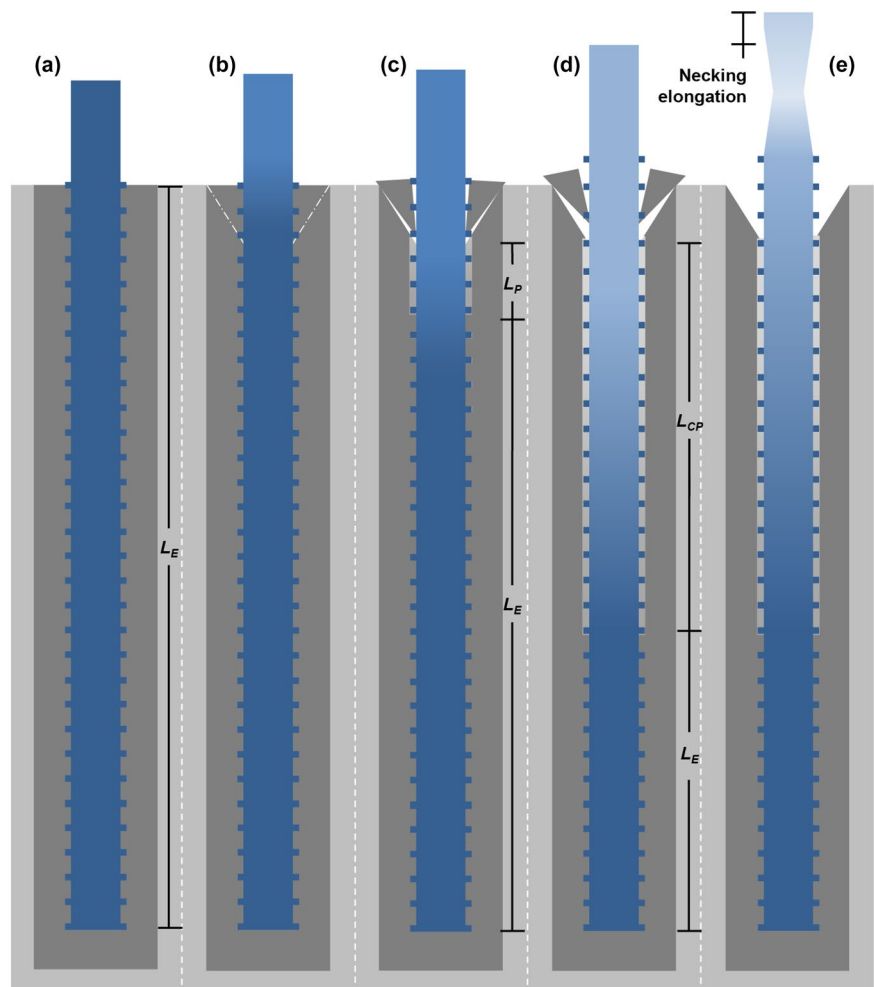 (a)
(b)
(c)
(d)
(e)
Necking
elongation
L_P
L_CP
L_E
L_E
L_E